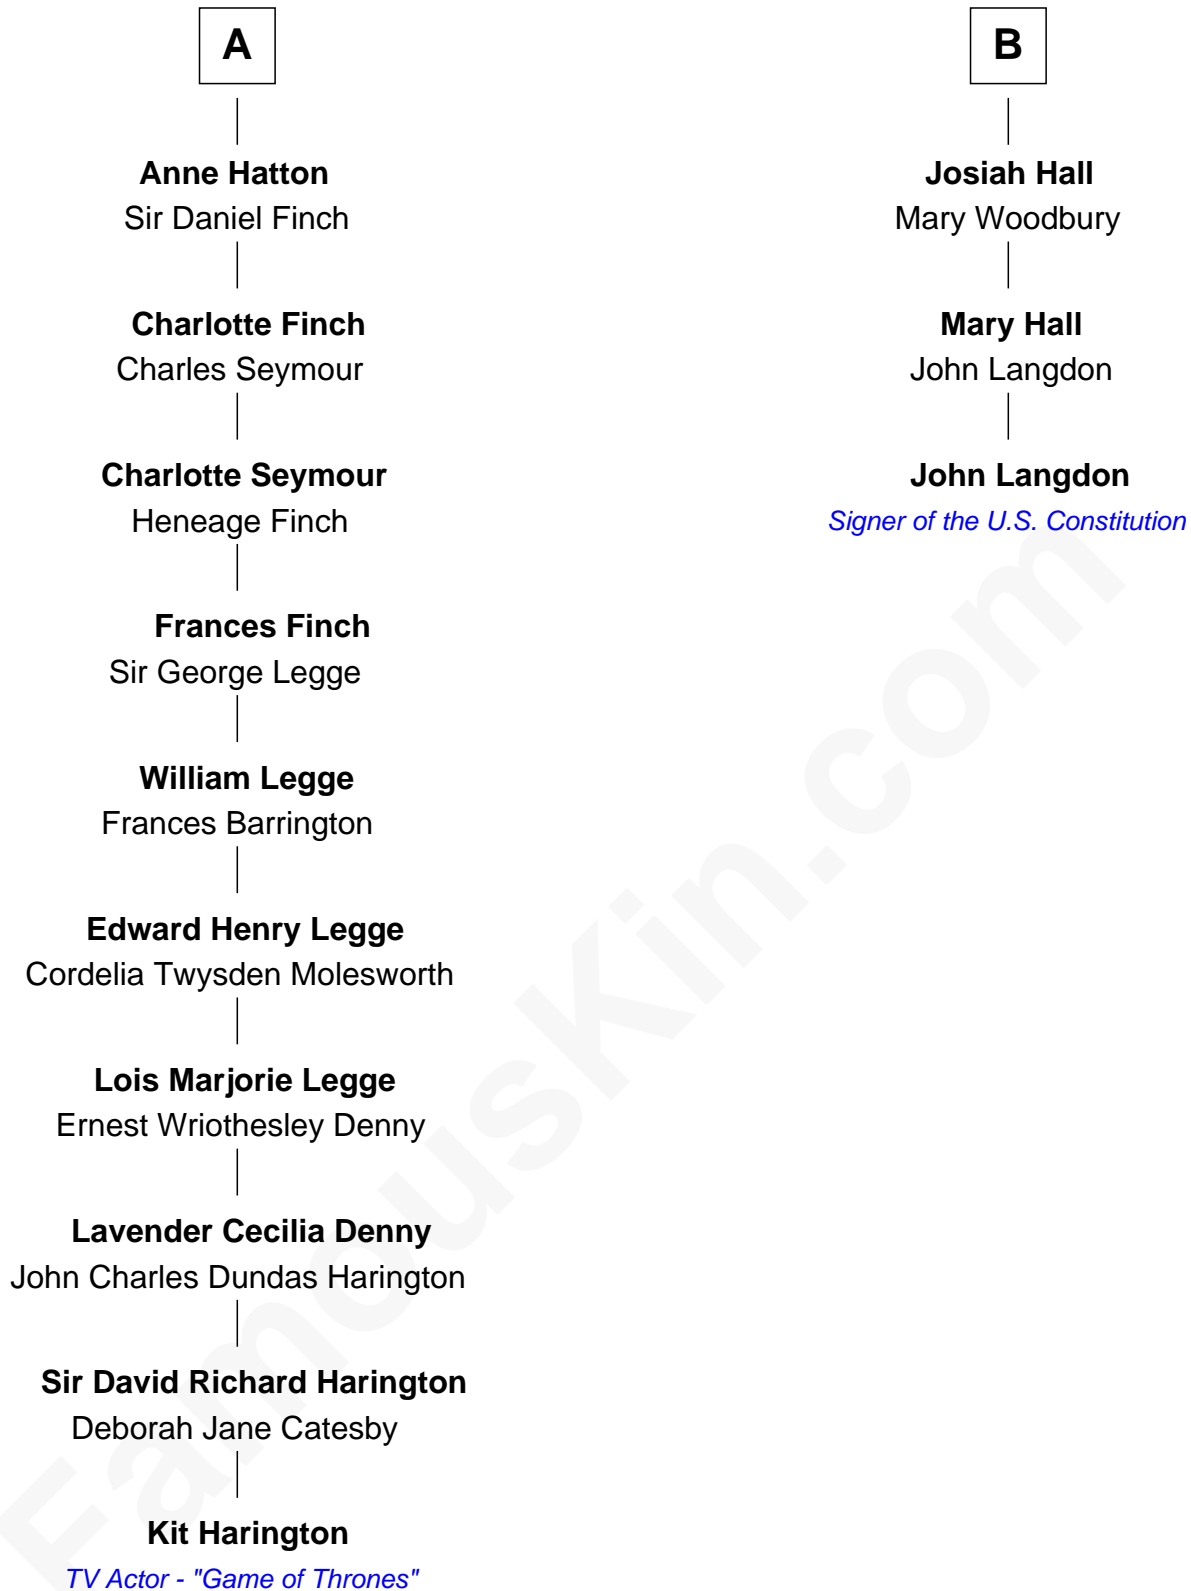 A
Anne Hatton
Sir Daniel Finch
Charlotte Finch
Charles Seymour
Charlotte Seymour
Heneage Finch
Frances Finch
Sir George Legge
William Legge
Frances Barrington
Edward Henry Legge
Cordelia Twysden Molesworth
Lois Marjorie Legge
Ernest Wriothesley Denny
Lavender Cecilia Denny
John Charles Dundas Harington
Sir David Richard Harington
Deborah Jane Catesby
Kit Harington
TV Actor - "Game of Thrones"
B
Josiah Hall
Mary Woodbury
Mary Hall
John Langdon
John Langdon
Signer of the U.S. Constitution
FamousKin.com